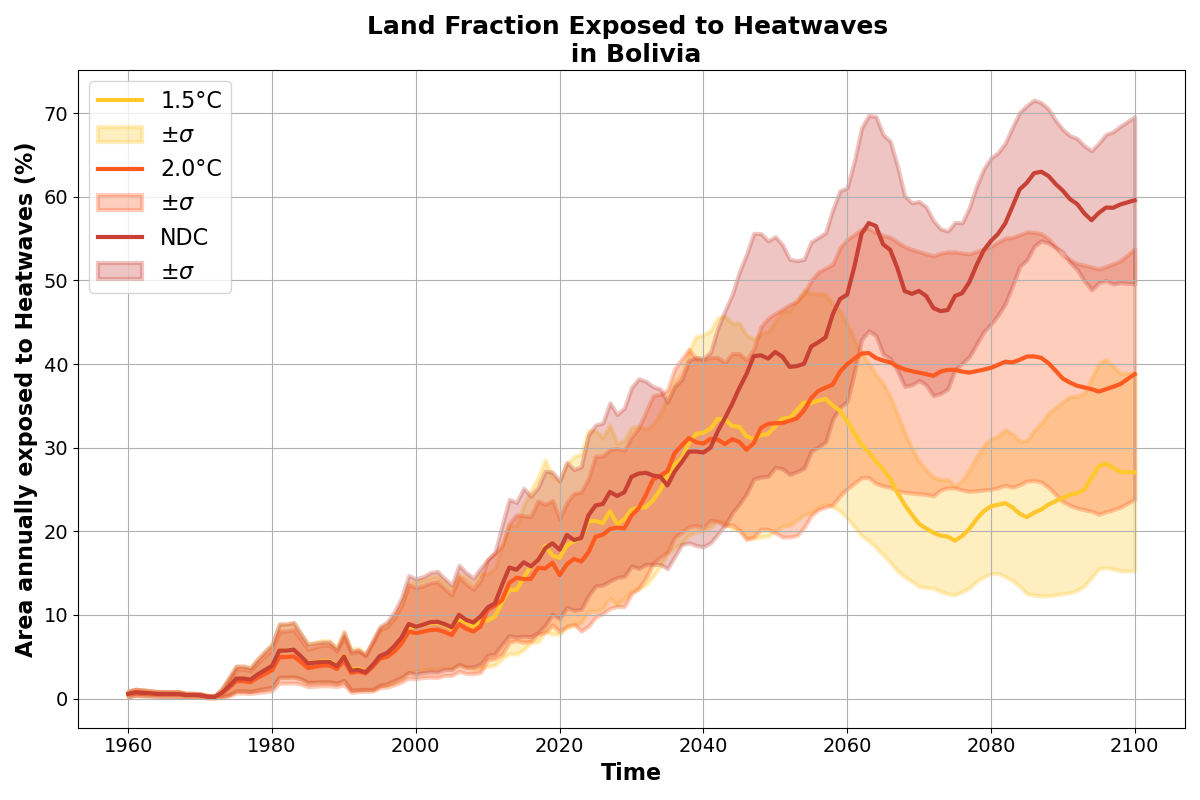 Land Fraction Exposed to Heatwaves
in Bolivia
Area annually exposed to Heatwaves (%)
70
60
50
40
30
20
10
0
1.5°C
±σ
2.0°C
±σ
NDC
±σ
1960
1980
2000
2020
2040
2060
2080
2100
Time